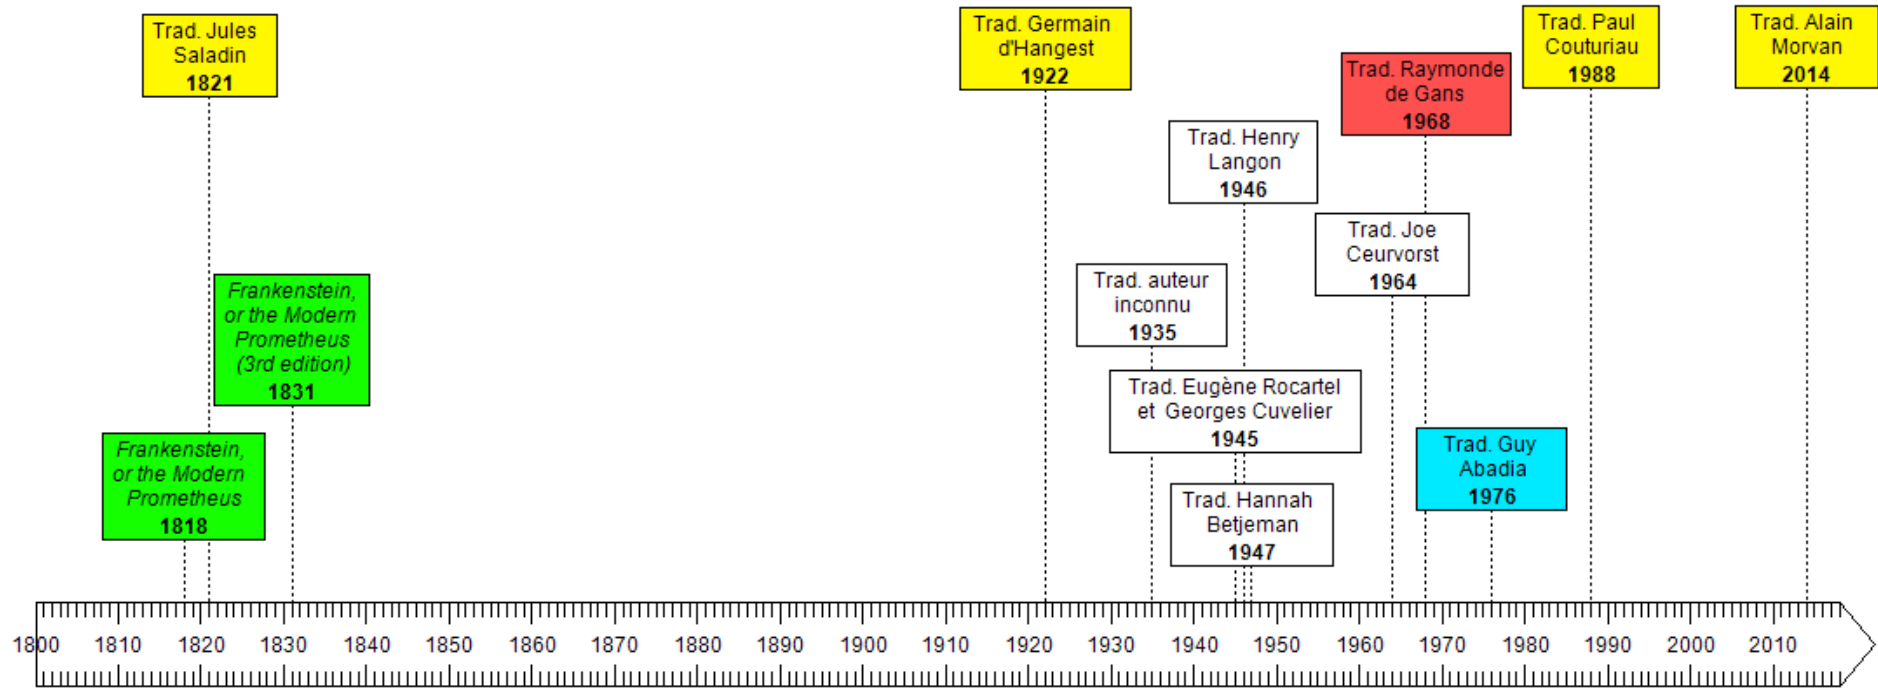 Trad. Jules
Saladin
1821
Trad. Germain
d'Hangest
1922
Trad. Paul
Couturiau
1988
Trad. Alain
Morvan
2014
Trad. Raymonde
de Gans
1968
Trad. Henry
Langon
1946
Trad. Joe
Ceurvorst
1964
Trad. auteur
inconnu
1935
Frankenstein,
or the Modern
Prometheus
(3rd edition)
1831
Trad. Eugène Rocartel
et Georges Cuvelier
1945
Frankenstein,
or the Modern
Prometheus
1818
Trad. Guy
Abadia
1976
Trad. Hannah
Betjeman
1947
1800 1810 1820 1830 1840 1850 1860 1870 1880 1890 1900 1910 1920 1930 1940 1950 1960 1970 1980 1990 2000 2010